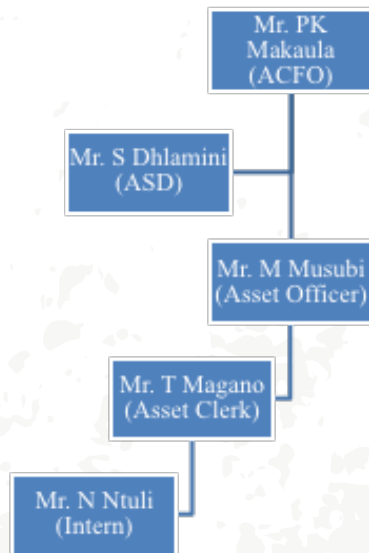 Mr. PK
Makaula
(ACFO)
Mr. S Dhlamini
(ASD)
Mr. M Musubi
(Asset Officer)
Mr. T Magano
(Asset Clerk)
Mr. N Ntuli
(Intern)